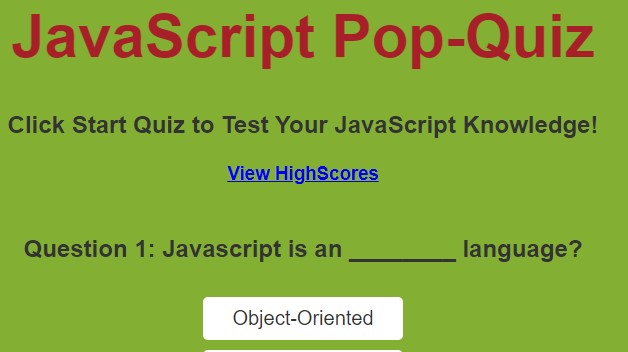 JavaScript Pop-Quiz
Click Start Quiz to Test Your JavaScript Knowledge!
View HighScores
Question 1: Javascript is an ________ language?
Object-Oriented